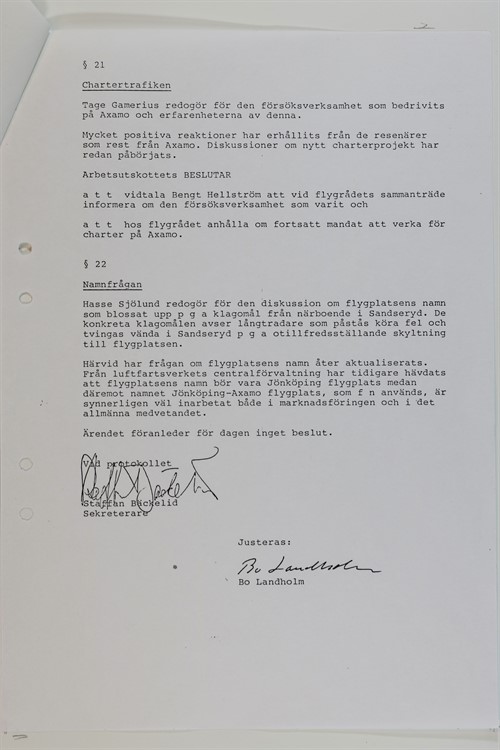 § 21
Chartertrafiken
Tage Gamerius redogör för den försöksverksamhet som bedrivits
på Axamo och erfarenheterna av denna.
Mycket positiva reaktioner har erhållits från de resenärer
som rest från Axamo. Diskussioner om nytt charterprojekt har
redan påbörjats.
Arbetsutskottets BESLUTAR
a t t vidtala Bengt Hellström att vid flygrådets sammanträde
informera om den försöksverksamhet som varit och
a t t hos flygrådet anhålla om fortsatt mandat att verka för
charter på Axamo.
§ 22
Namnfrågan
Hasse Sjölund redogör för den diskussion om flygplatsens namn
som blossat upp p g a klagomål från närboende i Sandseryd. De
konkreta klagomålen avser långtradare som påstås köra fel och
tvingas vända i Sandseryd p g a otillfredsställande skyltning
till flygplatsen.
Härvid har frågan om flygplatsens namn åter aktualiserats.
Från luftfartsverkets centralförvaltning har tidigare hävdats
att flygplatsens namn bör vara Jönköping flygplats medan
däremot namnet Jönköping-Axamo flygplats, som f n används, är
synnerligen väl inarbetat både i marknadsföringen och i det
allmänna medvetandet.
Ärendet föranleder för dagen inget beslut.
Vid protokollet
Staffan Bäckelid
Sekreterare
Justeras:
Bo Landholm
Bo Landholm